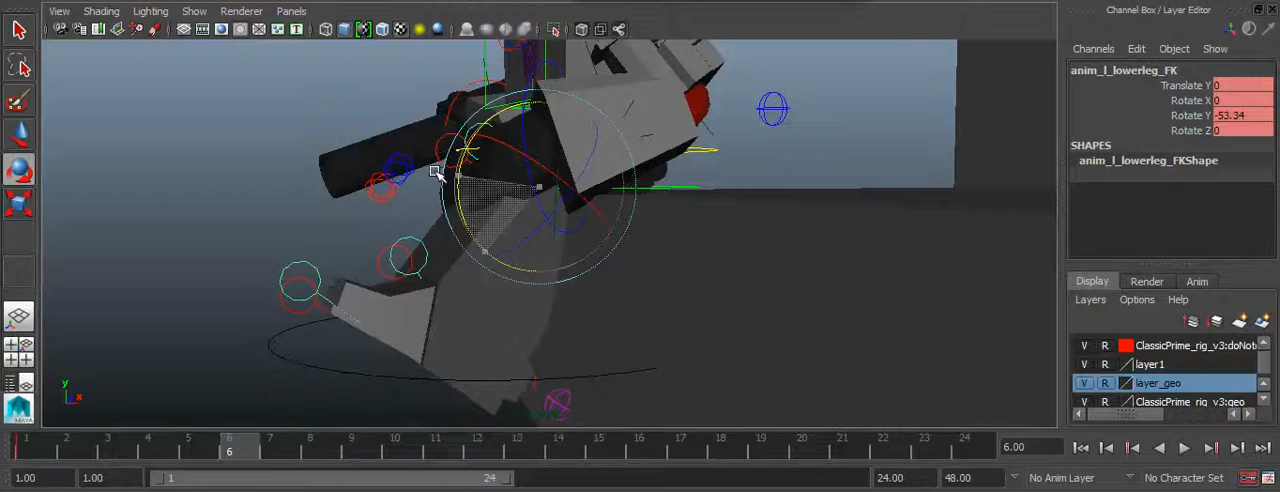 View Shading Lighting Show Renderer Panels
Channel Box / Layer Editor
Channels Edit Object Show
anim_l_lowerleg_FK
Translate Y 0
Rotate X 0
Rotate Y -53.34
Rotate Z 0
SHAPES
anim_l_lowerleg_FKShape
Display Render Anim
Layers Options Help
V R ClassicPrime_rig_v3:doNot
V R layer1
V R layer_geo
V R ClassicPrime_rig_v3:geo
y
x
MAYA
1 2 3 4 5 6 7 8 9 10 11 12 13 14 15 16 17 18 19 20 21 22 23 24
6
6.00
1.00 1.00 1 24 24.00 48.00 No Anim Layer No Character Set